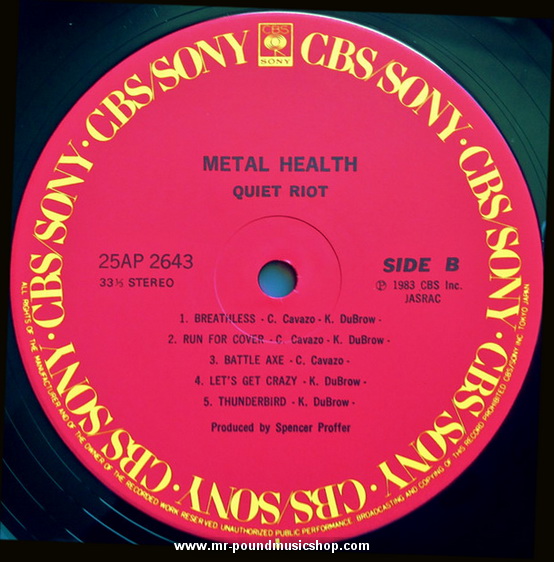 CBS/SONY · CBS/SONY · CBS/SONY · CBS/SONY · CBS/SONY · CBS/SONY · CBS/SONY · CBS/SONY
CBS
SONY
METAL HEALTH
QUIET RIOT
25AP 2643
33⅓ STEREO
SIDE B
Ⓟ 1983 CBS Inc.
JASRAC
1. BREATHLESS - C. Cavazo - K. DuBrow -
2. RUN FOR COVER - C. Cavazo - K. DuBrow -
3. BATTLE AXE - C. Cavazo -
4. LET'S GET CRAZY - K. DuBrow -
5. THUNDERBIRD - K. DuBrow -
Produced by Spencer Proffer
ALL RIGHTS OF THE MANUFACTURER AND OF THE OWNER OF THE RECORDED WORK RESERVED UNAUTHORIZED PUBLIC PERFORMANCE BROADCASTING AND COPYING OF THIS RECORD PROHIBITED CBS/SONY INC. TOKYO JAPAN
www.mr-poundmusicshop.com